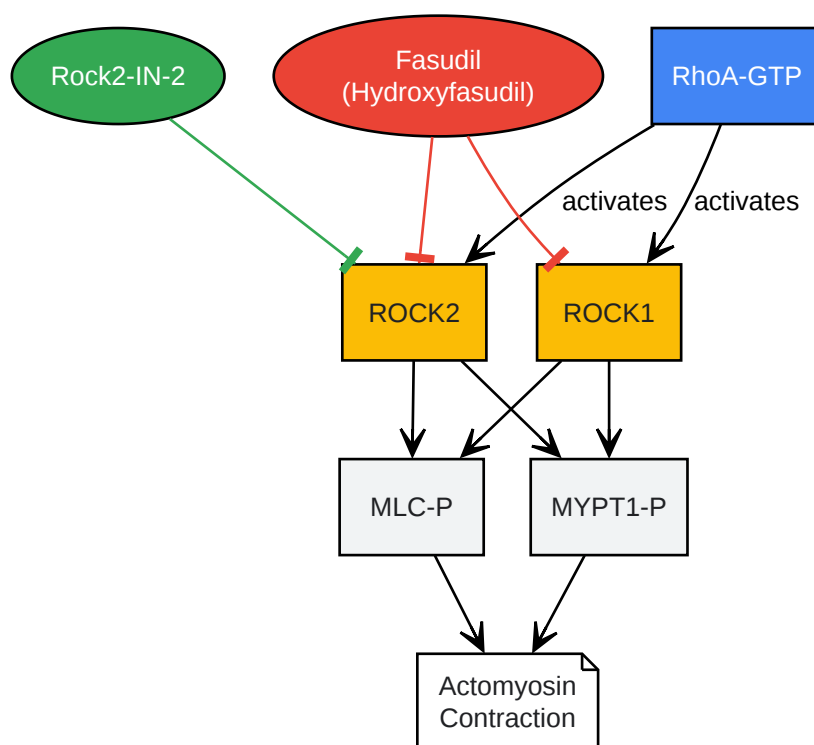 Rock2-IN-2
Fasudil
(Hydroxyfasudil)
RhoA-GTP
activates
activates
ROCK2
ROCK1
MLC-P
MYPT1-P
Actomyosin
Contraction